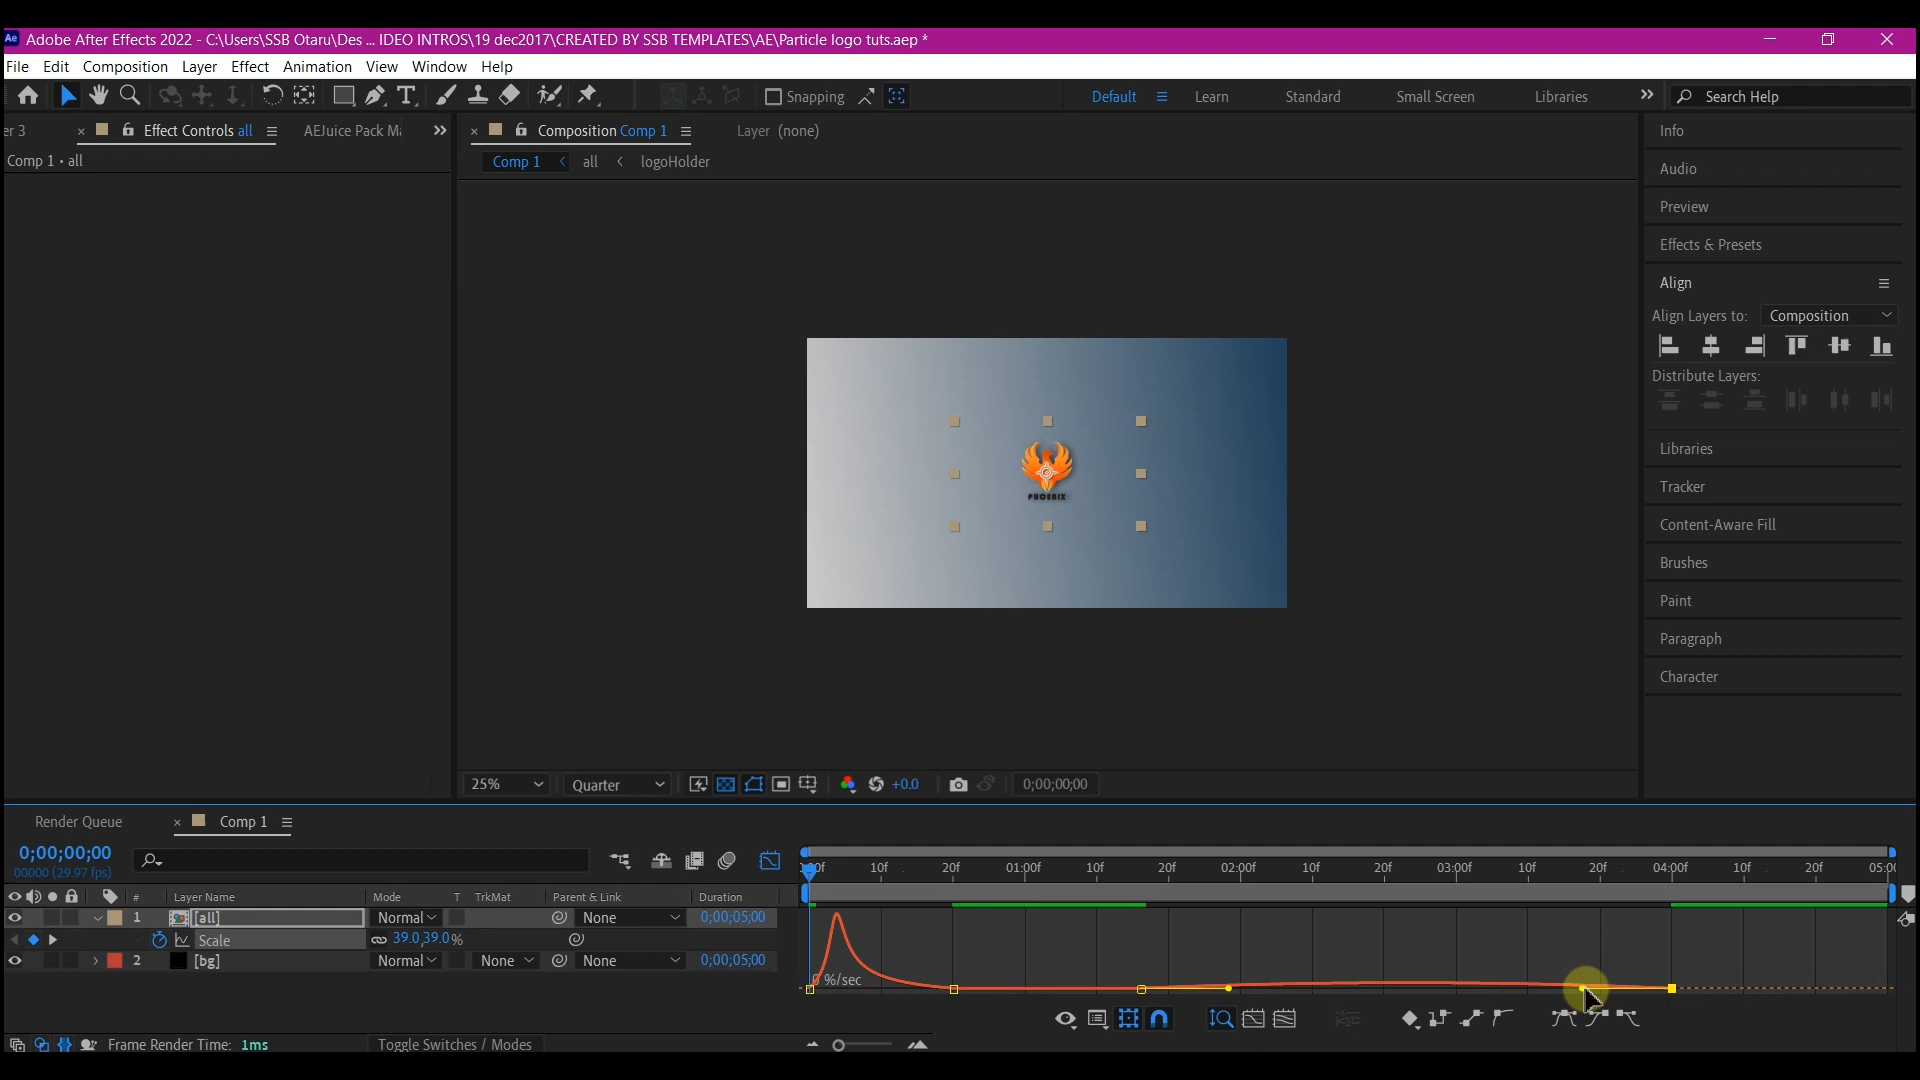 Ae Adobe After Effects 2022 - C:\Users\SSB Otaru\Des ... IDEO INTROS\19 dec2017\CREATED BY SSB TEMPLATES\AE\Particle logo tuts.aep *
File Edit Composition Layer Effect Animation View Window Help
Snapping Default Learn Standard Small Screen Libraries Search Help
er 3 Effect Controls all AEJuice Pack Ma Composition Comp 1 Layer (none)
Comp 1 • all
Comp 1 all logoHolder
Info
Audio
Preview
Effects & Presets
Align
Align Layers to: Composition
Distribute Layers:
Libraries
Tracker
Content-Aware Fill
Brushes
Paint
Paragraph
Character
PHOENIX
25% Quarter +0.0 0;00;00;00
Render Queue Comp 1
0;00;00;00
00000 (29.97 fps)
:00f 10f 20f 01:00f 10f 20f 02:00f 10f 20f 03:00f 10f 20f 04:00f 10f 20f 05:00
# Layer Name Mode T TrkMat Parent & Link Duration
1 [all] Normal None 0;00;05;00
Scale 39.0,39.0%
2 [bg] Normal None None 0;00;05;00
0 %/sec
Frame Render Time: 1ms Toggle Switches / Modes